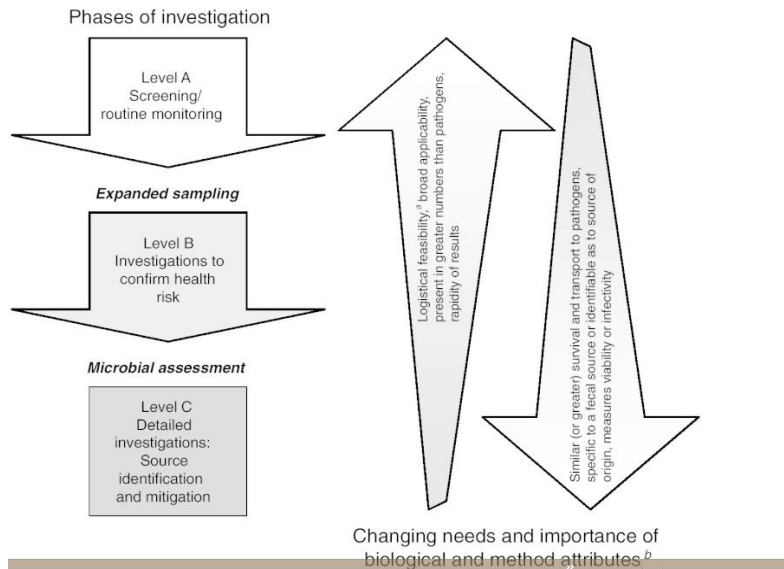 Phases of investigation
Level A
Screening/
routine monitoring
Expanded sampling
Level B
Investigations to
confirm health
risk
Microbial assessment
Level C
Detailed
investigations:
Source
identification
and mitigation
Logistical feasibility,ᵃ broad applicability,
present in greater numbers than pathogens,
rapidity of results
Similar (or greater) survival and transport to pathogens,
specific to a fecal source or identifiable as to source of
origin, measures viability or infectivity
Changing needs and importance of
biological and method attributesᵇ